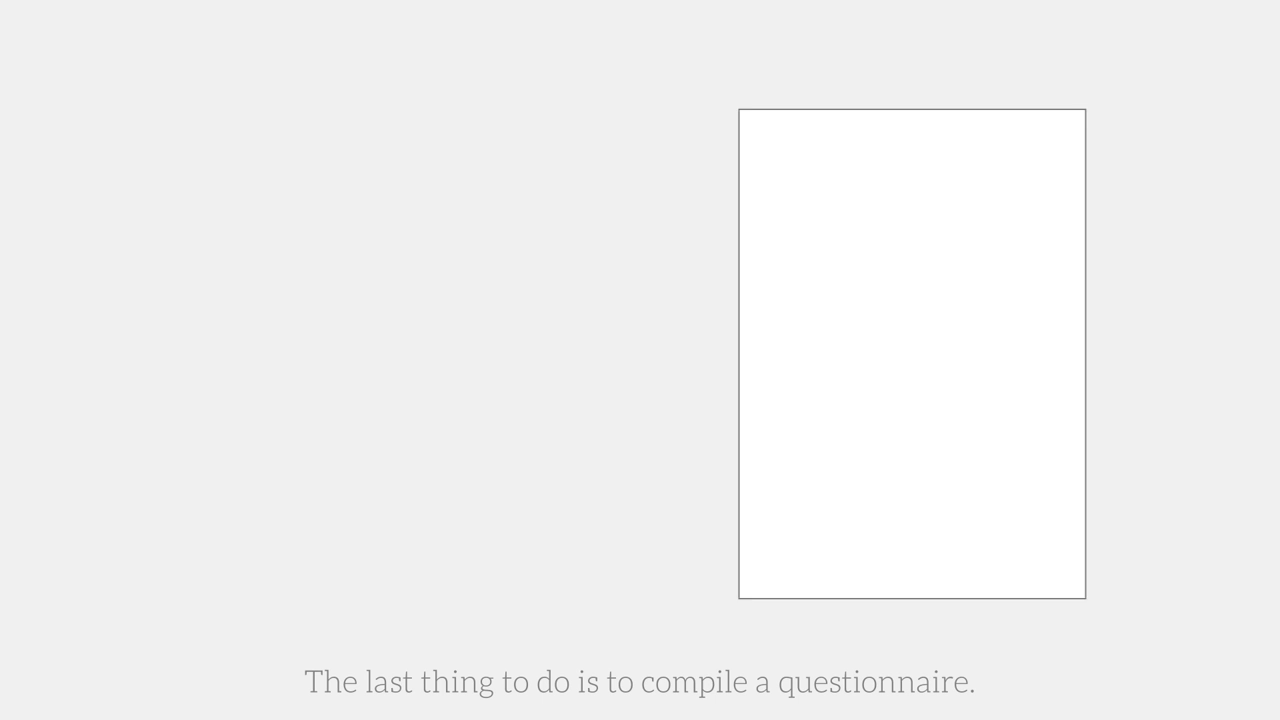 The last thing to do is to compile a questionnaire.